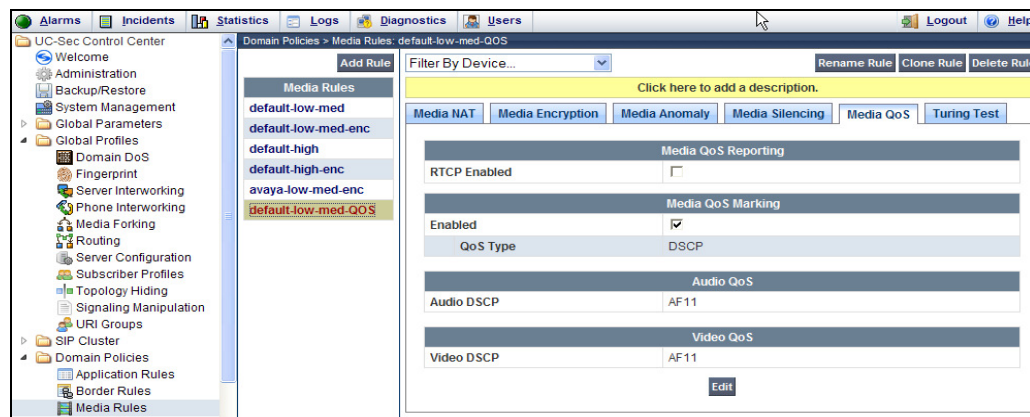 Alarms Incidents Statistics Logs Diagnostics Users Logout Help
UC-Sec Control Center
Welcome
Administration
Backup/Restore
System Management
Global Parameters
Global Profiles
Domain DoS
Fingerprint
Server Interworking
Phone Interworking
Media Forking
Routing
Server Configuration
Subscriber Profiles
Topology Hiding
Signaling Manipulation
URI Groups
SIP Cluster
Domain Policies
Application Rules
Border Rules
Media Rules
Domain Policies > Media Rules: default-low-med-QOS
Add Rule
Media Rules
default-low-med
default-low-med-enc
default-high
default-high-enc
avaya-low-med-enc
default-low-med-QOS
Filter By Device... Rename Rule Clone Rule Delete Rule
Click here to add a description.
Media NAT Media Encryption Media Anomaly Media Silencing Media QoS Turing Test
Media QoS Reporting
RTCP Enabled
Media QoS Marking
Enabled
QoS Type DSCP
Audio QoS
Audio DSCP AF11
Video QoS
Video DSCP AF11
Edit